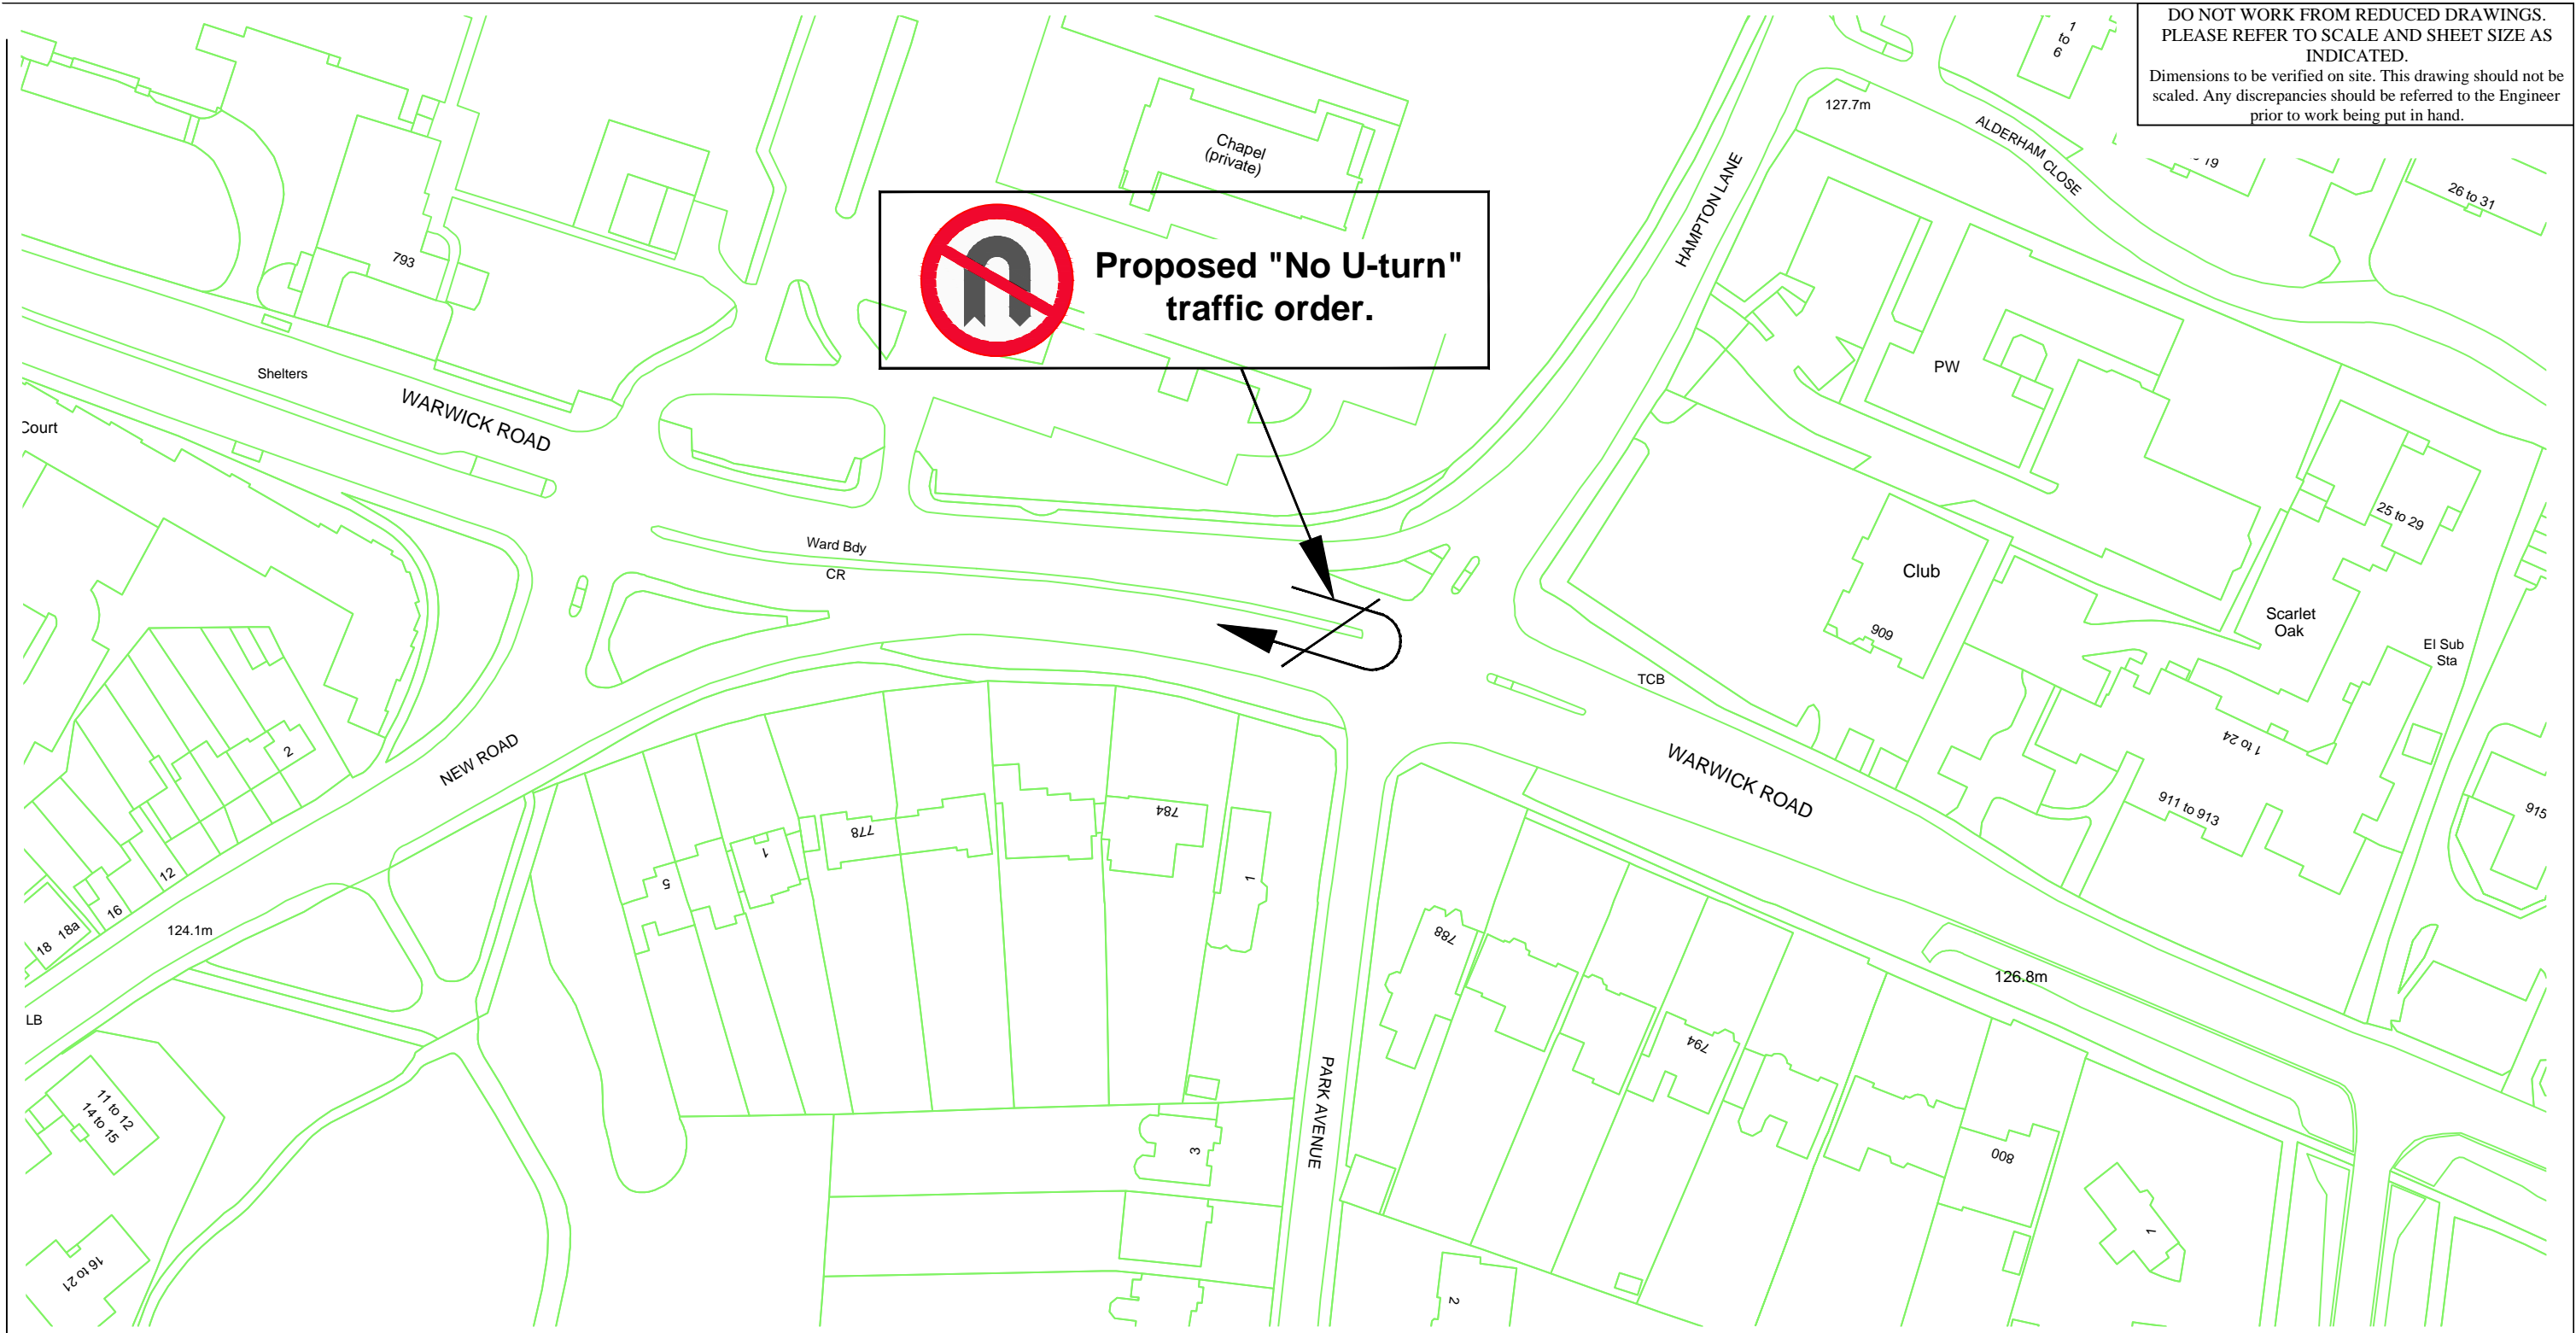 DO NOT WORK FROM REDUCED DRAWINGS.
PLEASE REFER TO SCALE AND SHEET SIZE AS
INDICATED.
Dimensions to be verified on site. This drawing should not be
scaled. Any discrepancies should be referred to the Engineer
prior to work being put in hand.
1
to
6
127.7m
ALDERHAM CLOSE
19
26 to 31
Chapel
(private)
HAMPTON LANE
793
Proposed "No U-turn"
traffic order.
Shelters
WARWICK ROAD
Court
PW
25 to 29
Ward Bdy
CR
Club
909
Scarlet
Oak
El Sub
Sta
TCB
1 to 24
WARWICK ROAD
911 to 913
915
NEW ROAD
2
12
16
18a
18
124.1m
5
1
778
784
1
788
794
126.8m
LB
11 to 12
14 to 15
PARK AVENUE
3
800
1
16 to 21
2